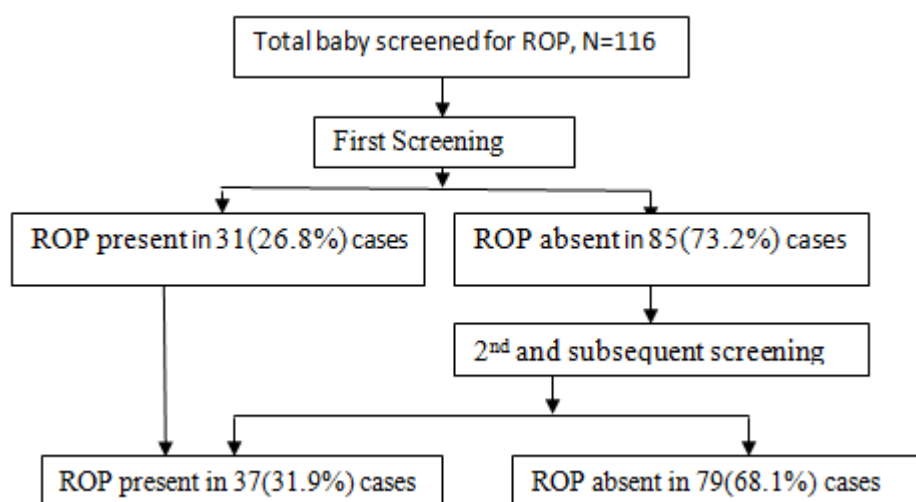 Total baby screened for ROP, N=116
First Screening
ROP present in 31(26.8%) cases
ROP absent in 85(73.2%) cases
2nd and subsequent screening
ROP present in 37(31.9%) cases
ROP absent in 79(68.1%) cases